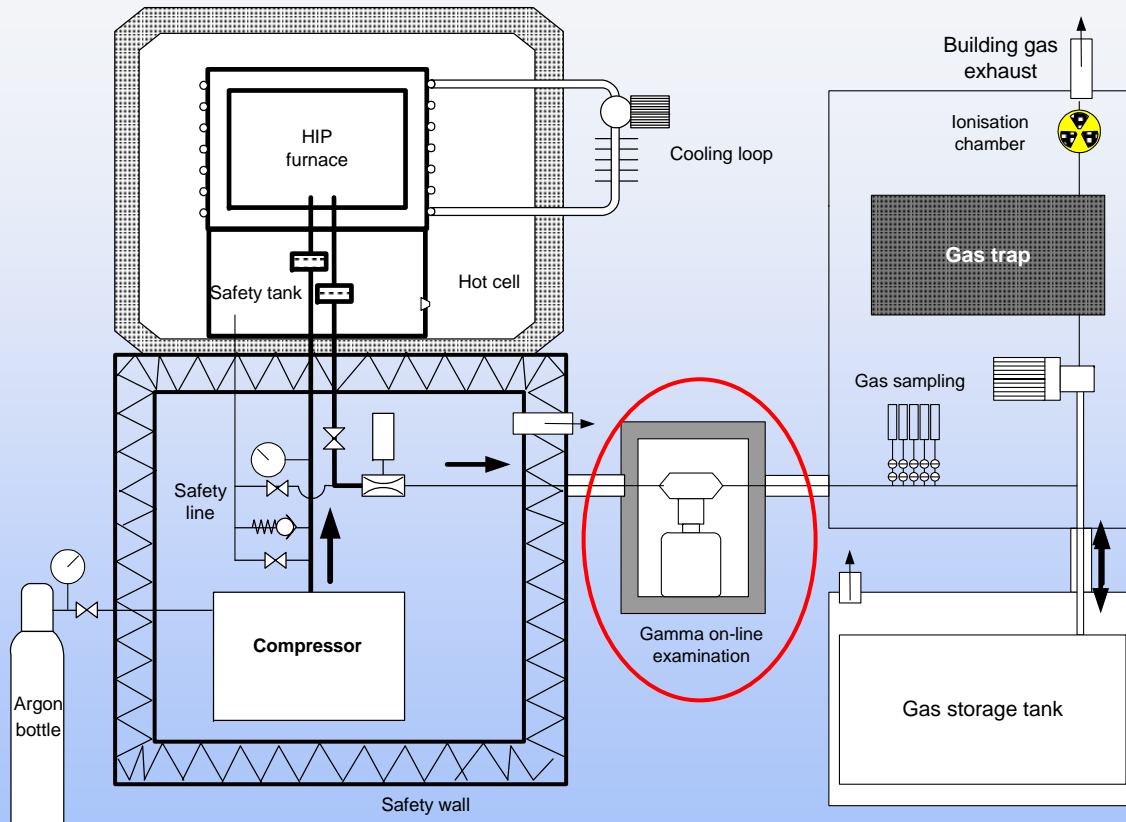 Building gas
exhaust
Ionisation
chamber
HIP
furnace
Cooling loop
Gas trap
Safety tank
Hot cell
Gas sampling
Safety
line
Gamma on-line
examination
Compressor
Argon
bottle
Gas storage tank
Safety wall